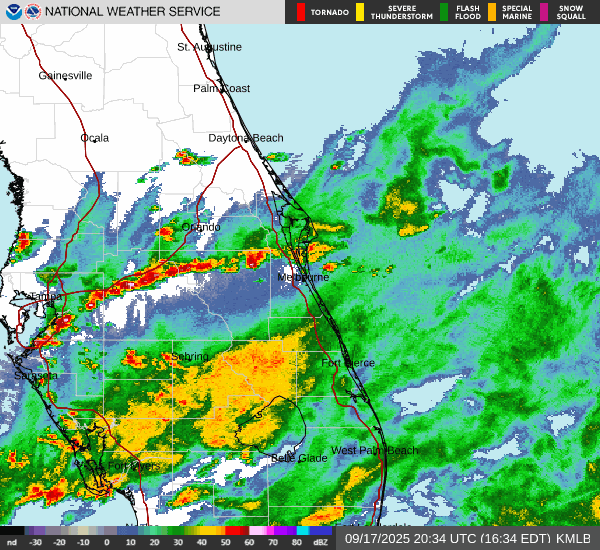 NATIONAL WEATHER SERVICE
TORNADO
SEVERE THUNDERSTORM
FLASH FLOOD
SPECIAL MARINE
SNOW SQUALL
St. Augustine
Gainesville
Palm Coast
Ocala
Daytona Beach
Orlando
Melbourne
Tampa
Sebring
Fort Pierce
Sarasota
West Palm Beach
Belle Glade
Fort Myers
nd -30 -20 -10 0 10 20 30 40 50 60 70 80 dBZ
09/17/2025 20:34 UTC (16:34 EDT) KMLB